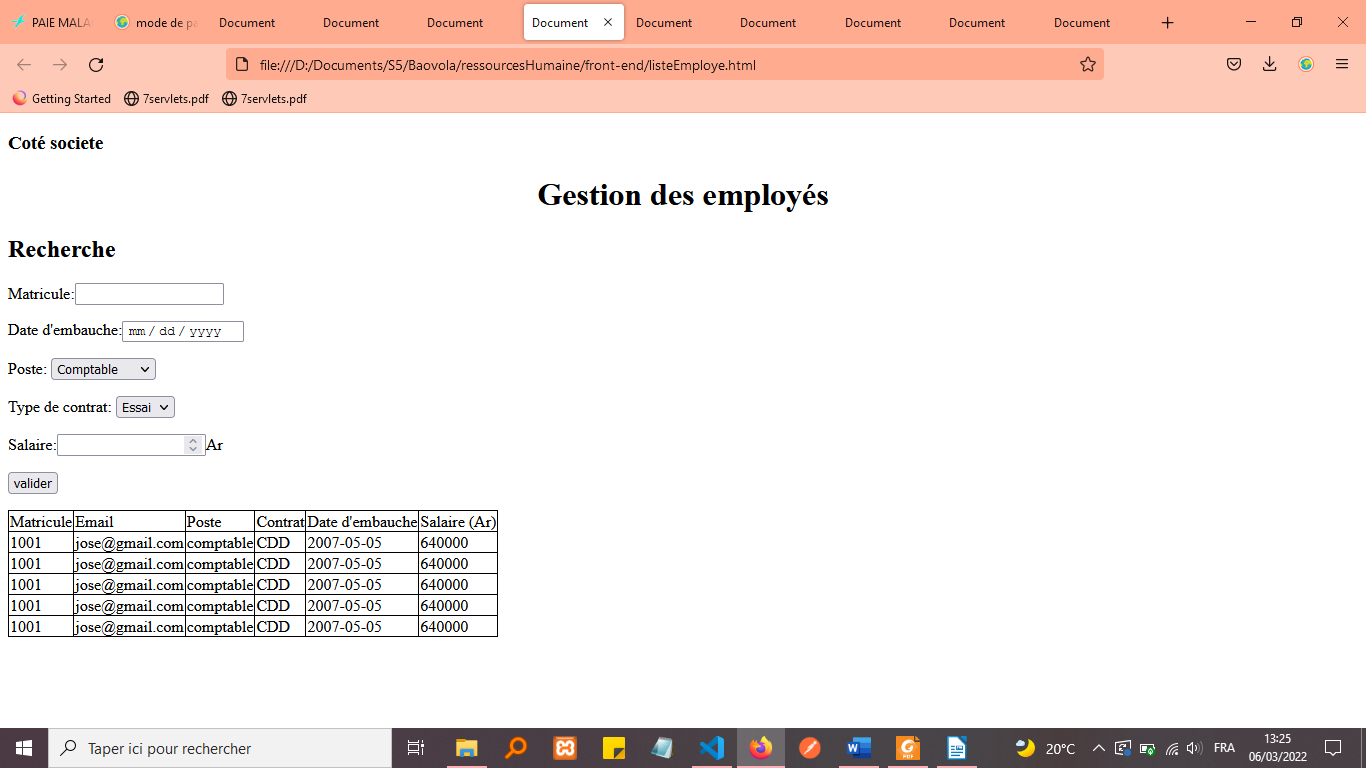 PAIE MALA
mode de pa
Document
Document
Document
Document
Document
Document
Document
Document
Document
file:///D:/Documents/S5/Baovola/ressourcesHumaine/front-end/listeEmploye.html
Getting Started 7servlets.pdf 7servlets.pdf
Coté societe
Gestion des employés
Recherche
Matricule:
Date d'embauche: mm / dd / yyyy
Poste: Comptable
Type de contrat: Essai
Salaire: Ar
valider
Matricule Email Poste Contrat Date d'embauche Salaire (Ar)
1001 jose@gmail.com comptable CDD 2007-05-05 640000
1001 jose@gmail.com comptable CDD 2007-05-05 640000
1001 jose@gmail.com comptable CDD 2007-05-05 640000
1001 jose@gmail.com comptable CDD 2007-05-05 640000
1001 jose@gmail.com comptable CDD 2007-05-05 640000
Taper ici pour rechercher
20°C
FRA
13:25
06/03/2022